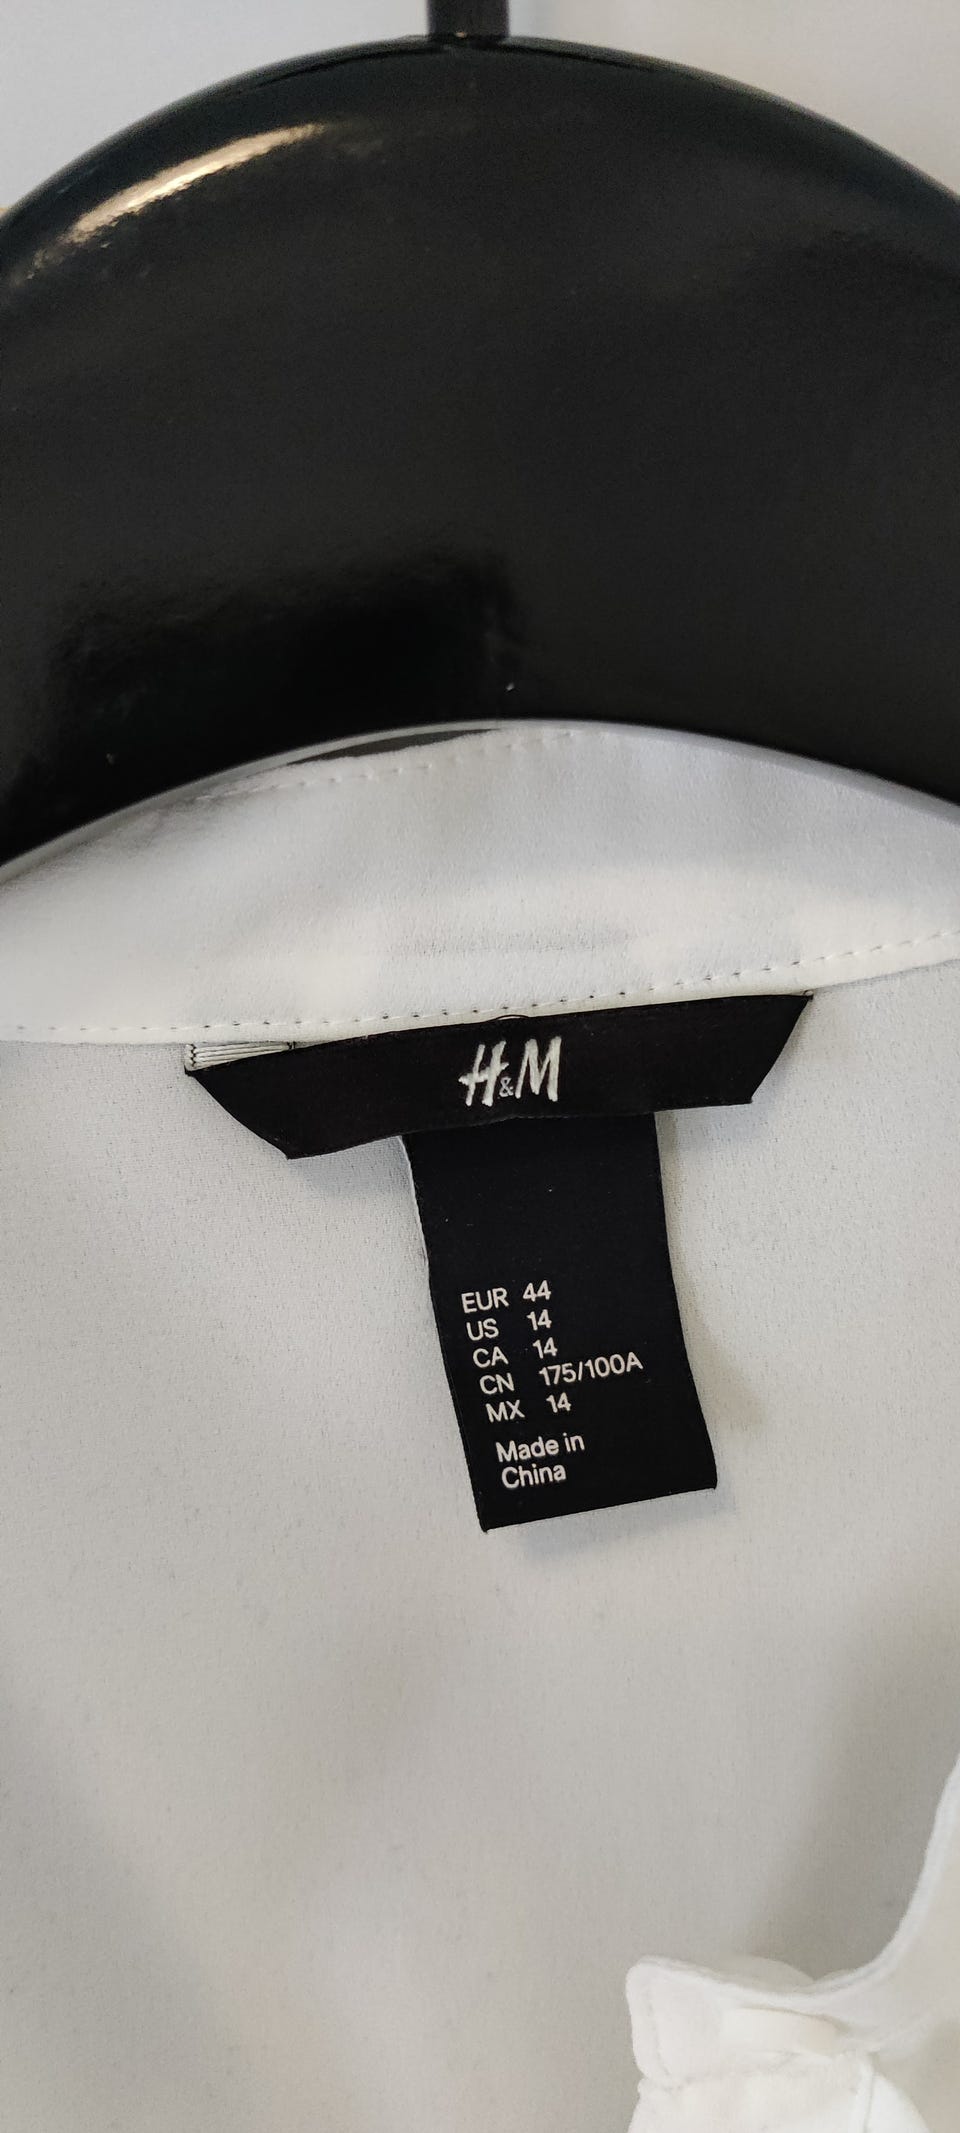 H&M
EUR 44
US 14
CA 14
CN 175/100A
MX 14
Made in
China